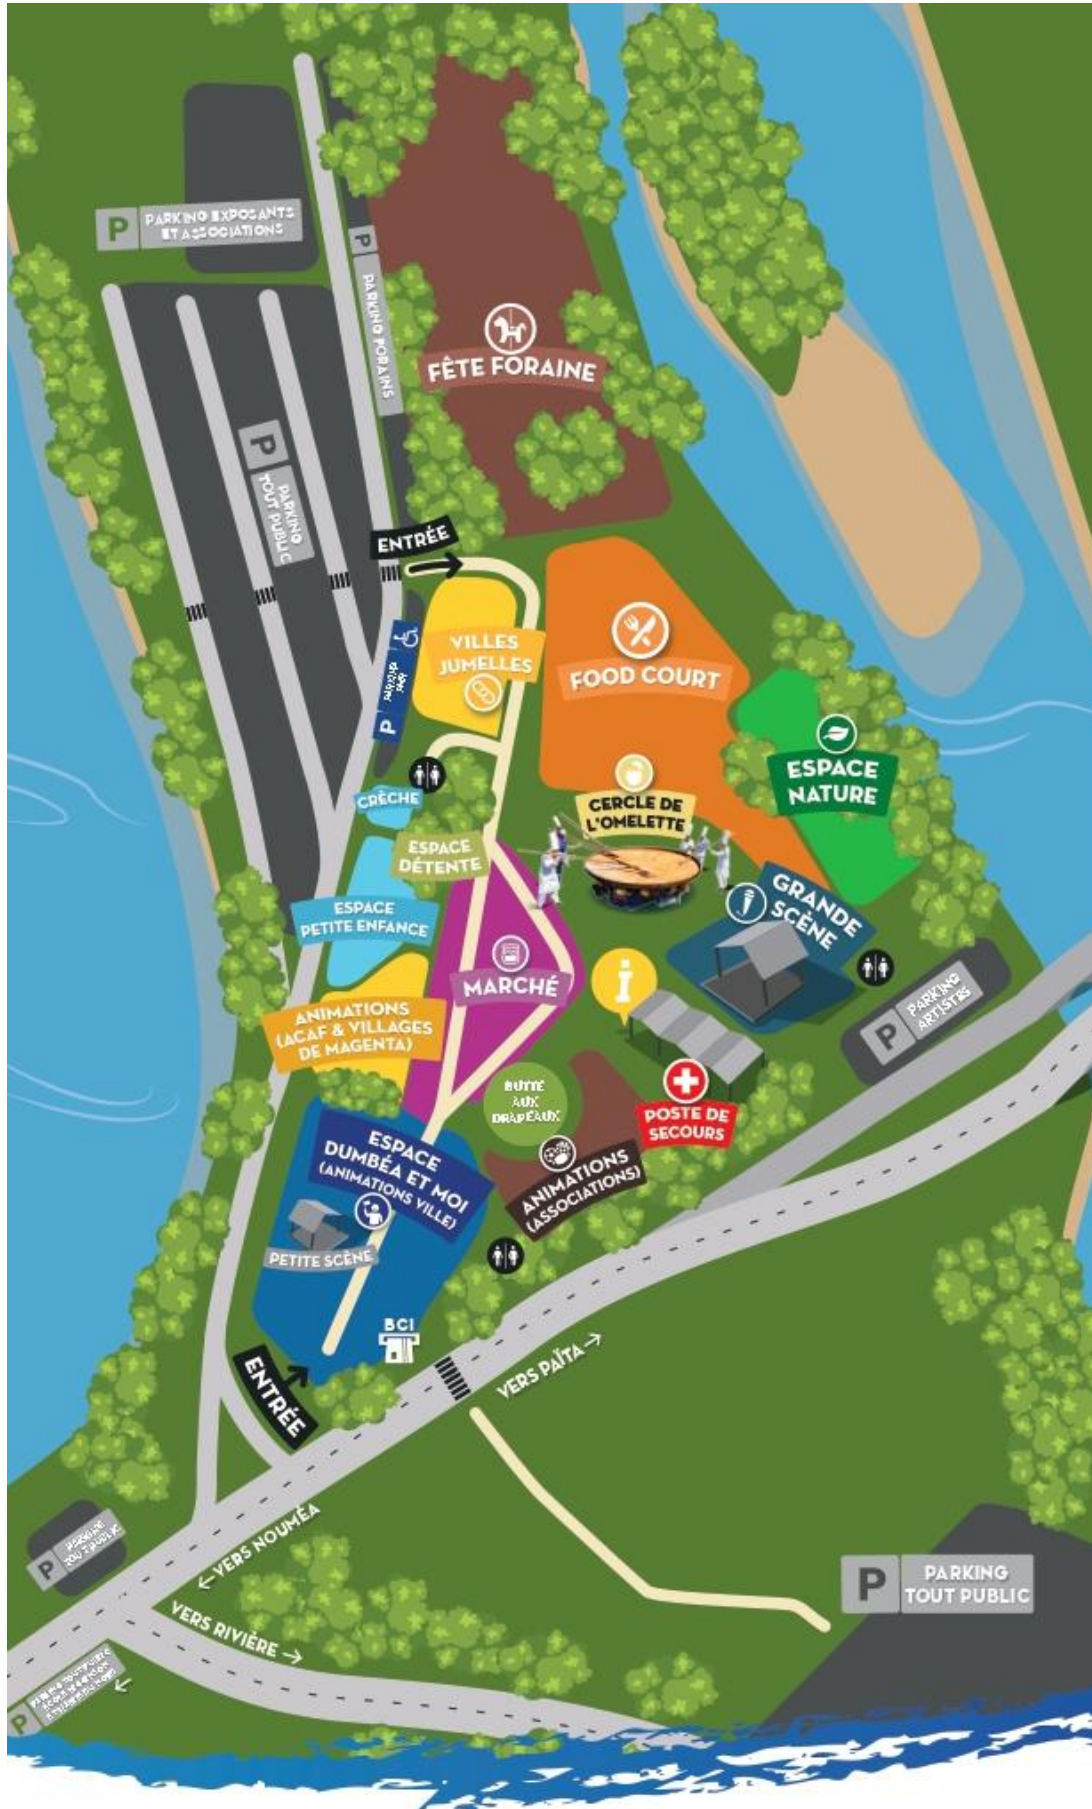 P
PARKING EXPOSANTS
ET ASSOCIATIONS
P
PARKING FORAINS
FÊTE FORAINE
P
PARKING
TOUT PUBLIC
ENTRÉE
VILLES
JUMELLES
FOOD COURT
P
ESPACE
NATURE
CRÈCHE
CERCLE DE
L'OMELETTE
ESPACE
DÉTENTE
GRANDE
SCÈNE
ESPACE
PETITE ENFANCE
MARCHÉ
i
P
PARKING
ARTISTES
ANIMATIONS
(ACAF & VILLAGES
DE MAGENTA)
BUTTE
AUX
DRAPEAUX
POSTE DE
SECOURS
ESPACE
DUMBÉA ET MOI
(ANIMATIONS VILLE)
ANIMATIONS
(ASSOCIATIONS)
PETITE SCÈNE
BCI
ENTRÉE
VERS PAÏTA →
← VERS NOUMÉA
P
PARKING
TOUT PUBLIC
P
PARKING
TOUT PUBLIC
VERS RIVIÈRE →
P